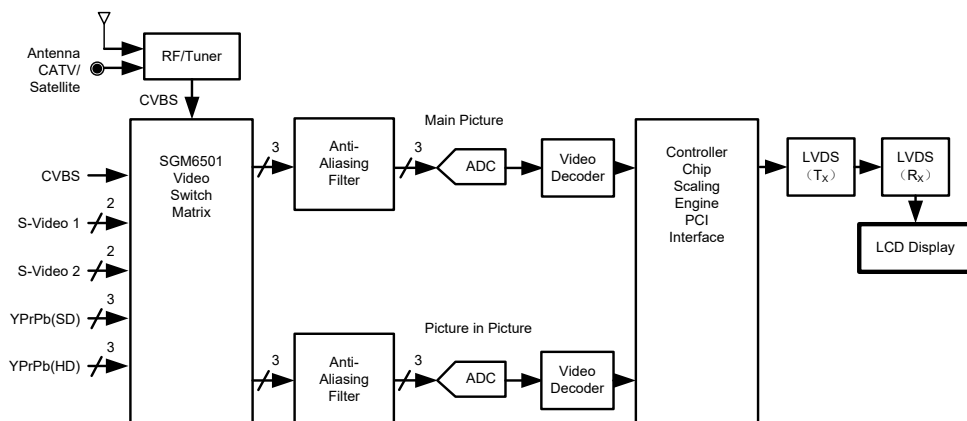 Antenna
CATV/
Satellite
RF/Tuner
CVBS
CVBS
2
S-Video 1
2
S-Video 2
3
YPrPb(SD)
3
YPrPb(HD)
SGM6501
Video
Switch
Matrix
3
Anti-
Aliasing
Filter
3
Main Picture
ADC
Video
Decoder
3
Anti-
Aliasing
Filter
3
Picture in Picture
ADC
Video
Decoder
Controller
Chip
Scaling
Engine
PCI
Interface
LVDS
（TX）
LVDS
（RX）
LCD Display